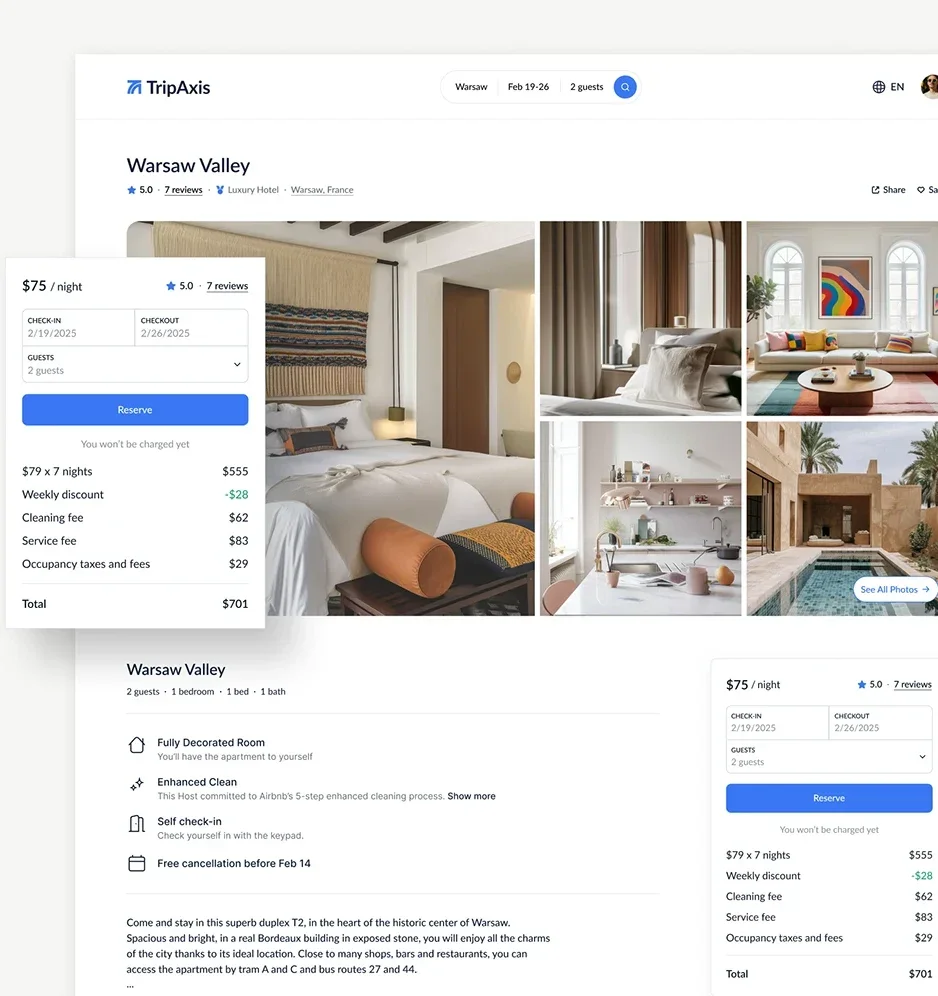 TripAxis
Warsaw Feb 19-26 2 guests
EN
Warsaw Valley
5.0 · 7 reviews · Luxury Hotel · Warsaw, France
Share
Sa
$75 / night
5.0 · 7 reviews
CHECK-IN CHECKOUT
2/19/2025 2/26/2025
GUESTS
2 guests
Reserve
You won't be charged yet
$79 x 7 nights $555
Weekly discount -$28
Cleaning fee $62
Service fee $83
Occupancy taxes and fees $29
Total $701
See All Photos
Warsaw Valley
2 guests · 1 bedroom · 1 bed · 1 bath
Fully Decorated Room
You'll have the apartment to yourself
Enhanced Clean
This Host committed to Airbnb's 5-step enhanced cleaning process. Show more
Self check-in
Check yourself in with the keypad.
Free cancellation before Feb 14
Come and stay in this superb duplex T2, in the heart of the historic center of Warsaw.
Spacious and bright, in a real Bordeaux building in exposed stone, you will enjoy all the charms
of the city thanks to its ideal location. Close to many shops, bars and restaurants, you can
access the apartment by tram A and C and bus routes 27 and 44.
...
$75 / night
5.0 · 7 reviews
CHECK-IN CHECKOUT
2/19/2025 2/26/2025
GUESTS
2 guests
Reserve
You won't be charged yet
$79 x 7 nights $555
Weekly discount -$28
Cleaning fee $62
Service fee $83
Occupancy taxes and fees $29
Total $701